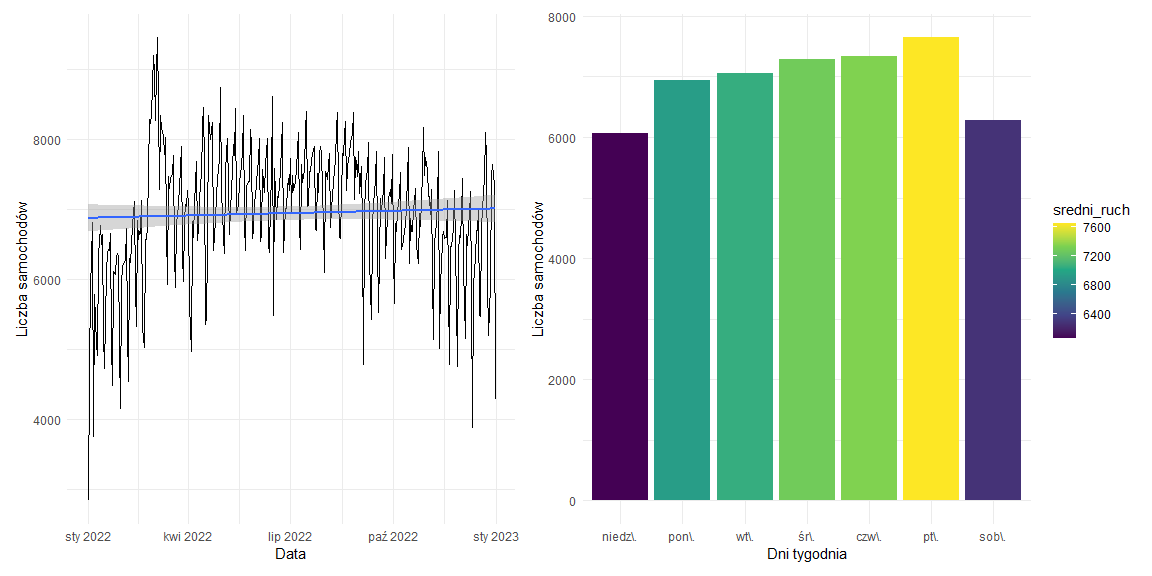 Liczba samochodów
8000
6000
4000
sty 2022
kwi 2022
lip 2022
paź 2022
sty 2023
Data
Liczba samochodów
8000
6000
4000
2000
0
niedz\.
pon\.
wt\.
śr\.
czw\.
pt\.
sob\.
Dni tygodnia
sredni_ruch
7600
7200
6800
6400